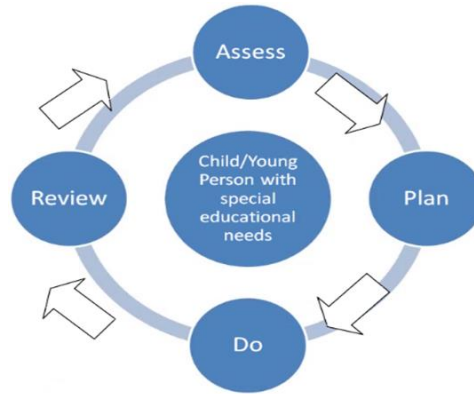 Assess
Child/Young
Person with
special
educational
needs
Review
Plan
Do